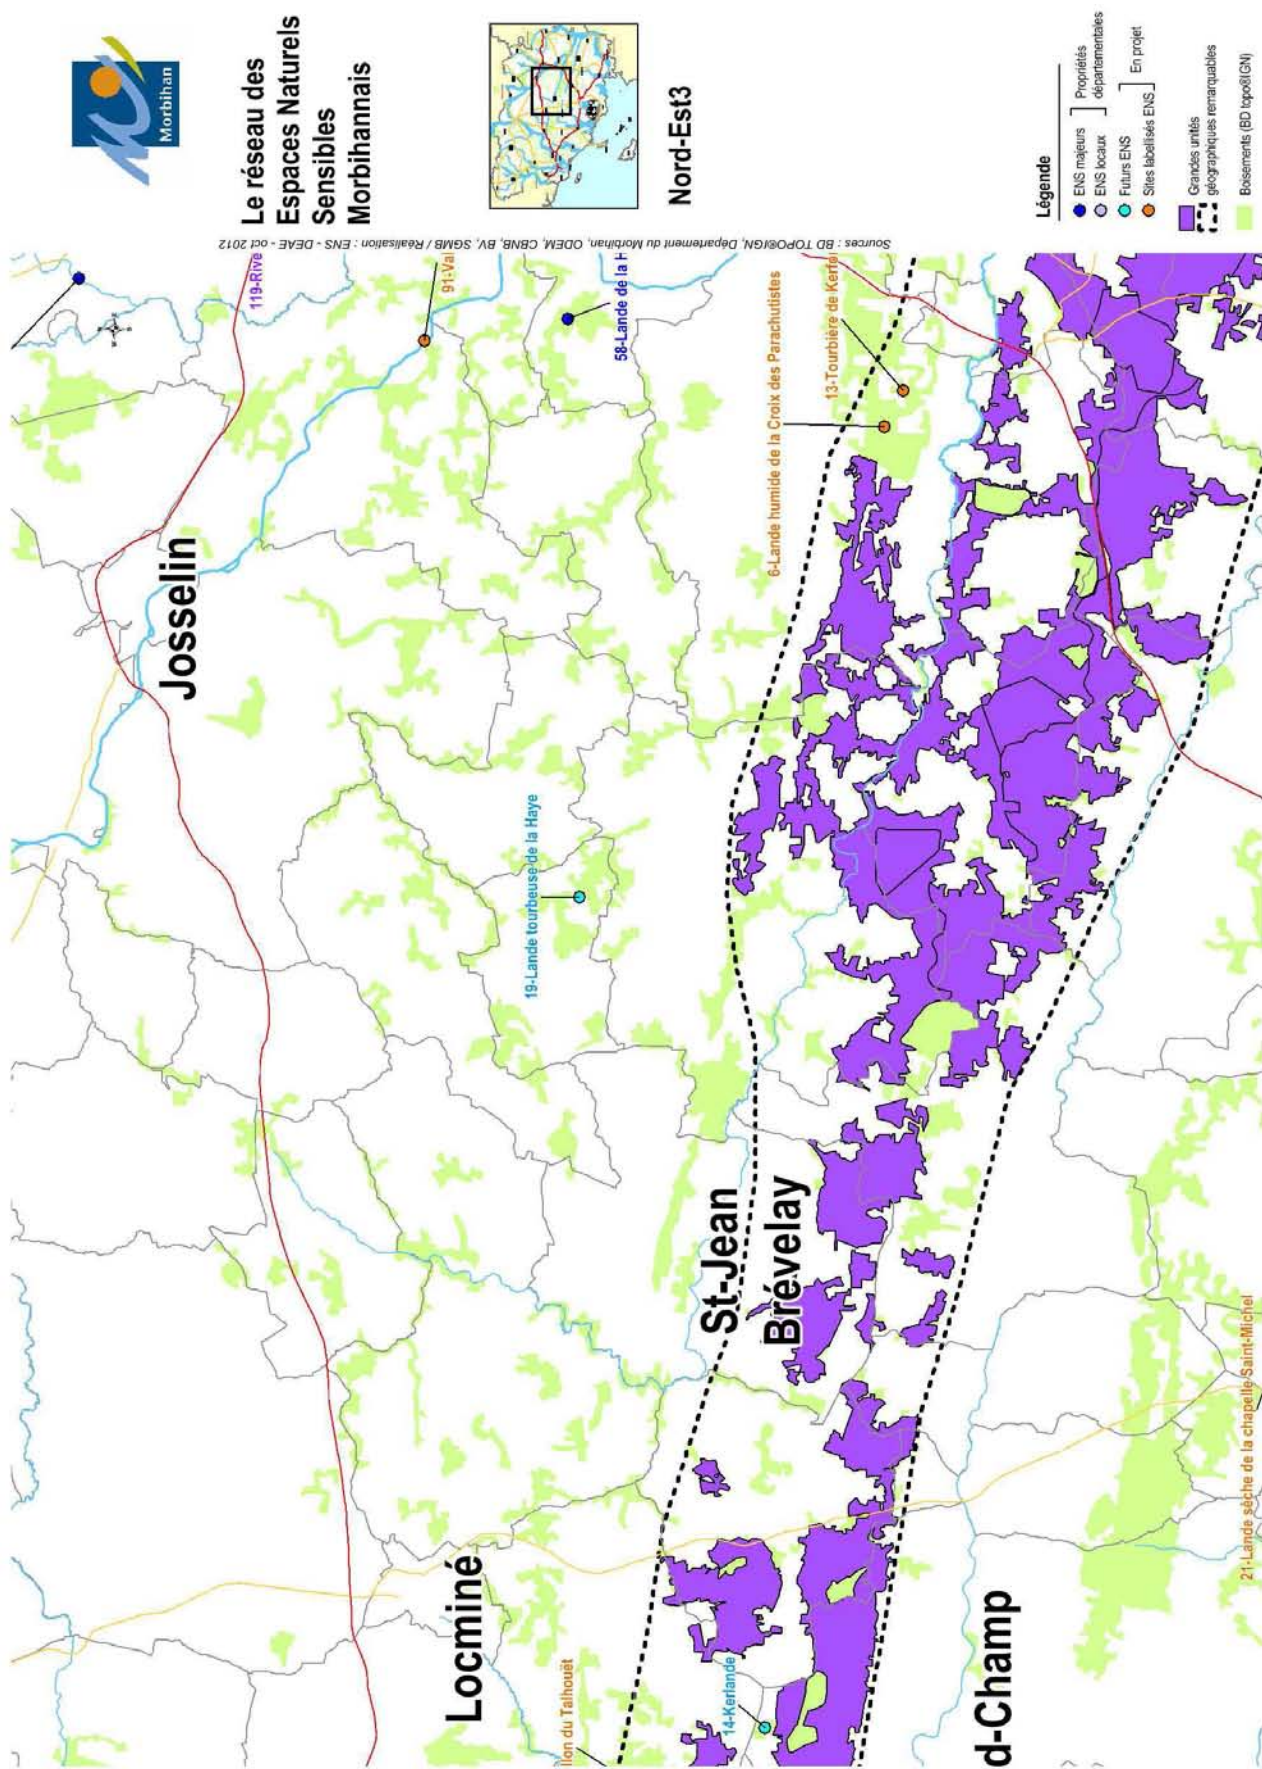 Morbihan
Le réseau des
Espaces Naturels
Sensibles
Morbihannais
Nord-Est3
Légende
ENS majeurs
ENS locaux
Propriétés
départementales
Futurs ENS
Sites labellisés ENS
En projet
Grandes unités
géographiques remarquables
Boisements (BD topo®IGN)
Sources : BD TOPO®IGN, Département du Morbihan, ODEM, CBNB, BV, SGMB / Réalisation : ENS - DEAE - oct 2012
119-Rive
91-Val
58-Lande de la H
13-Tourbière de Kerfo
6-Lande humide de la Croix des Parachutistes
Josselin
19-Lande tourbeuse de la Haye
St-Jean
Brévelay
Locminé
llon du Talhouët
14-Kerlande
d-Champ
21-Lande sèche de la chapelle Saint-Michel